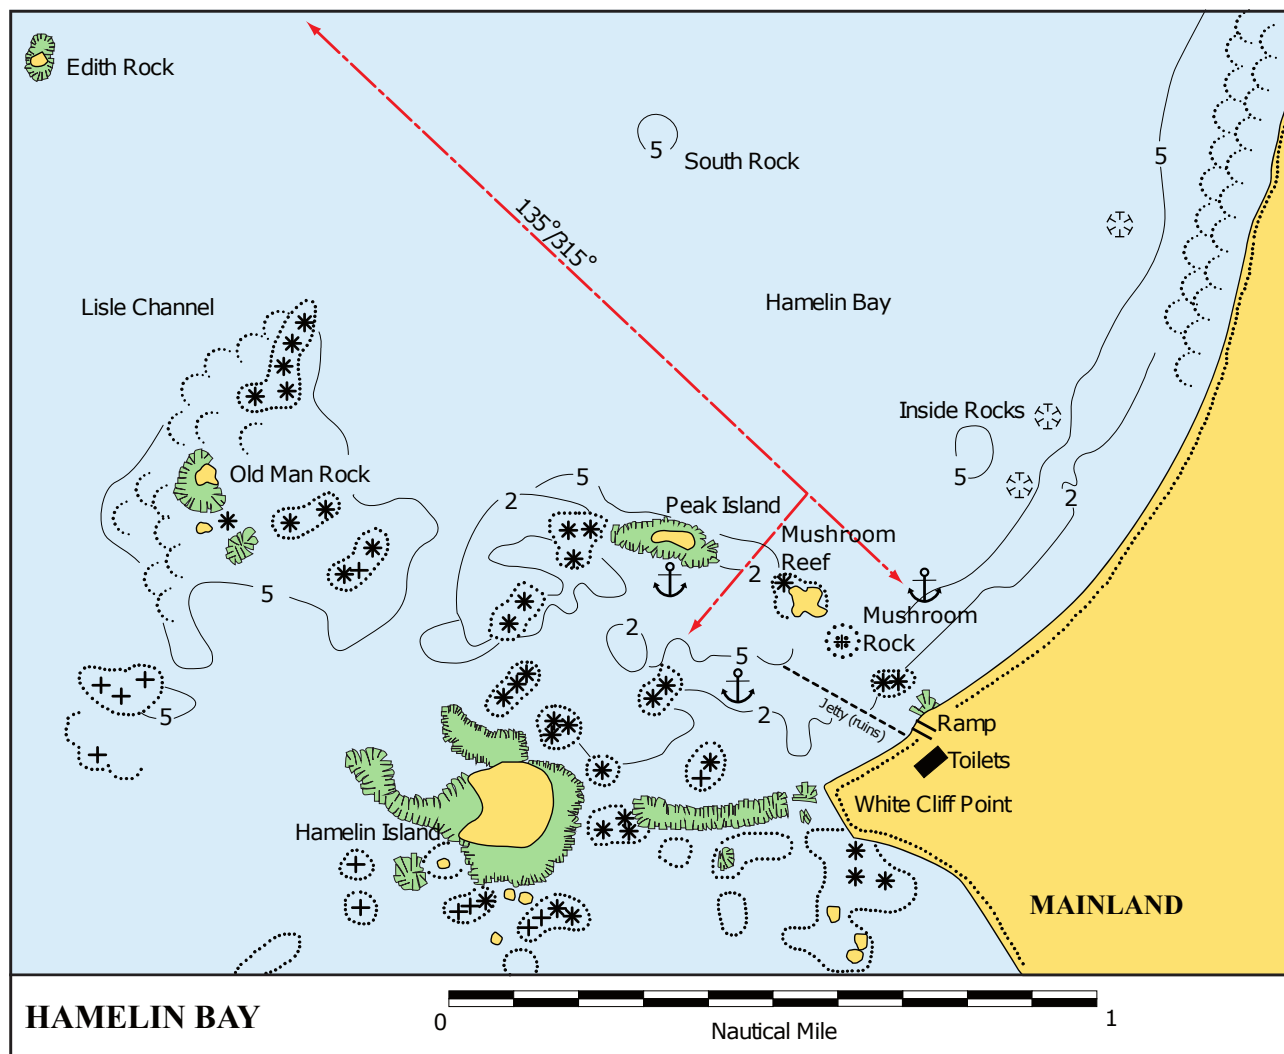 Edith Rock
5
South Rock
5
135°/315°
Lisle Channel
Hamelin Bay
Inside Rocks
Old Man Rock
5
5
2
2
Peak Island
Mushroom
Reef
2
5
Mushroom
Rock
2
5
5
2
Jetty (ruins)
Ramp
Toilets
White Cliff Point
Hamelin Island
MAINLAND
HAMELIN BAY
0
1
Nautical Mile